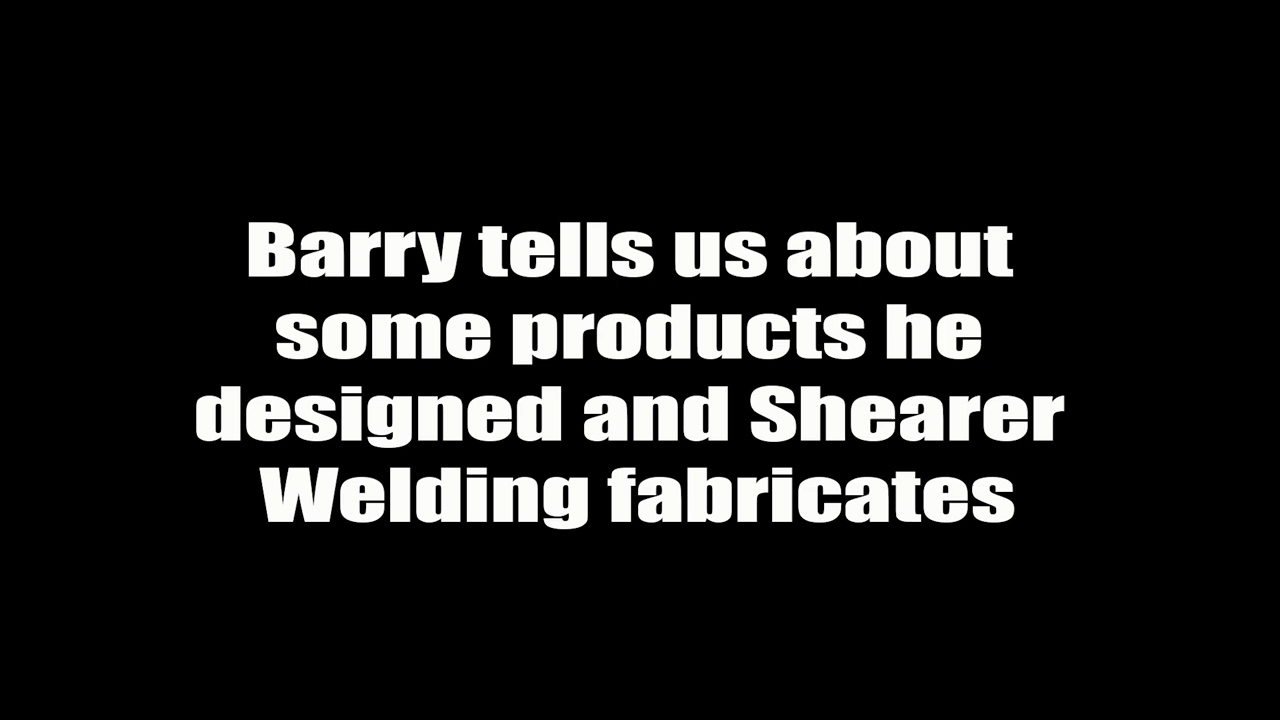 Barry tells us about
some products he
designed and Shearer
Welding fabricates